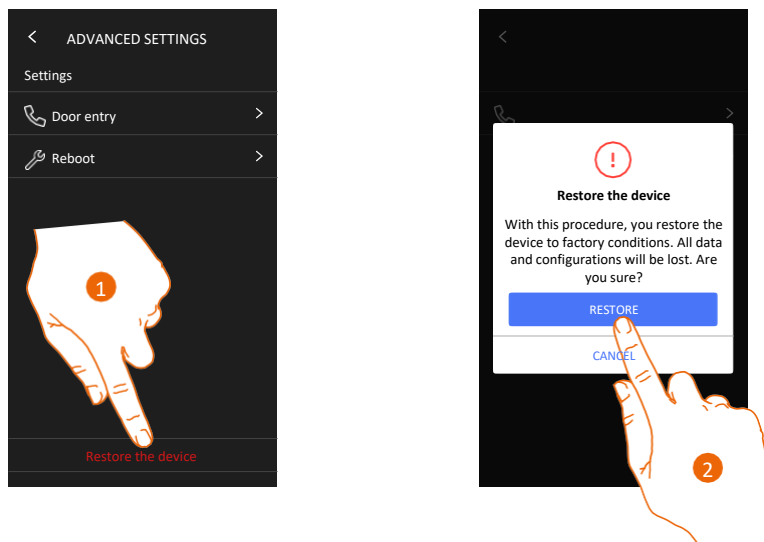 ADVANCED SETTINGS
Settings
Door entry
Reboot
1
Restore the device
Restore the device
With this procedure, you restore the
device to factory conditions. All data
and configurations will be lost. Are
you sure?
RESTORE
CANCEL
2